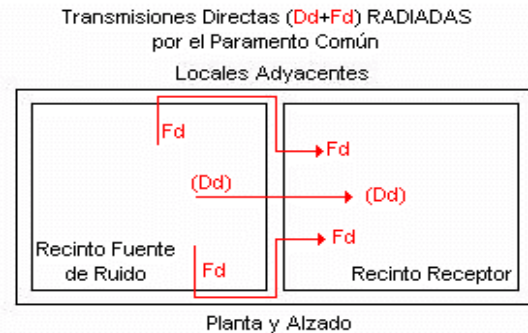 Transmisiones Directas (Dd+Fd) RADIADAS
por el Paramento Común
Locales Adyacentes
Fd
Fd
(Dd)
(Dd)
Fd
Recinto Fuente
de Ruido
Fd
Recinto Receptor
Planta y Alzado